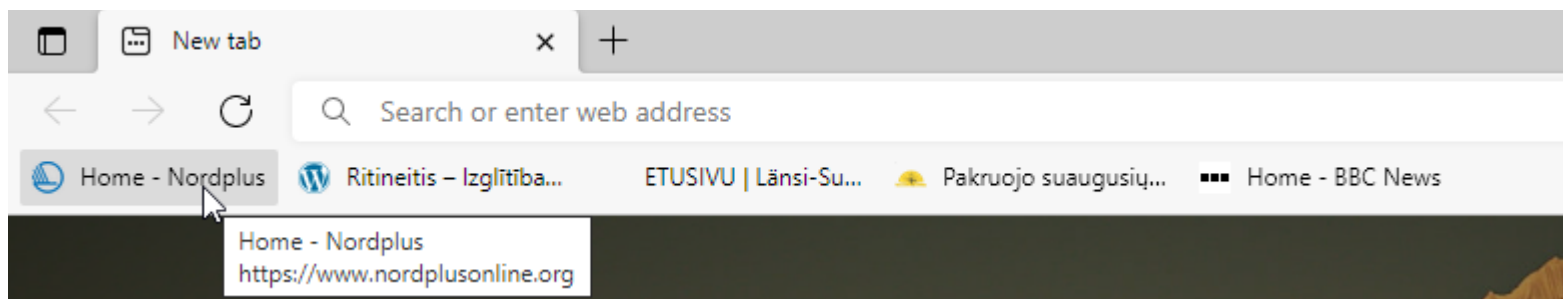 New tab
Search or enter web address
Home - Nordplus Ritineitis – Izglītība... ETUSIVU | Länsi-Su... Pakruojo suaugusių... Home - BBC News
Home - Nordplus
https://www.nordplusonline.org